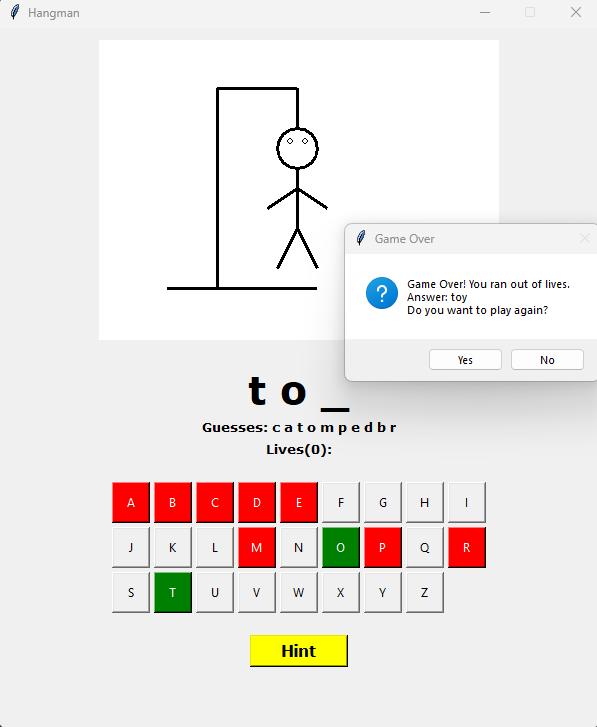 Hangman
Game Over
Game Over! You ran out of lives.
Answer: toy
Do you want to play again?
Yes No
t o _
Guesses: c a t o m p e d b r
Lives(0):
A B C D E F G H I
J K L M N O P Q R
S T U V W X Y Z
Hint